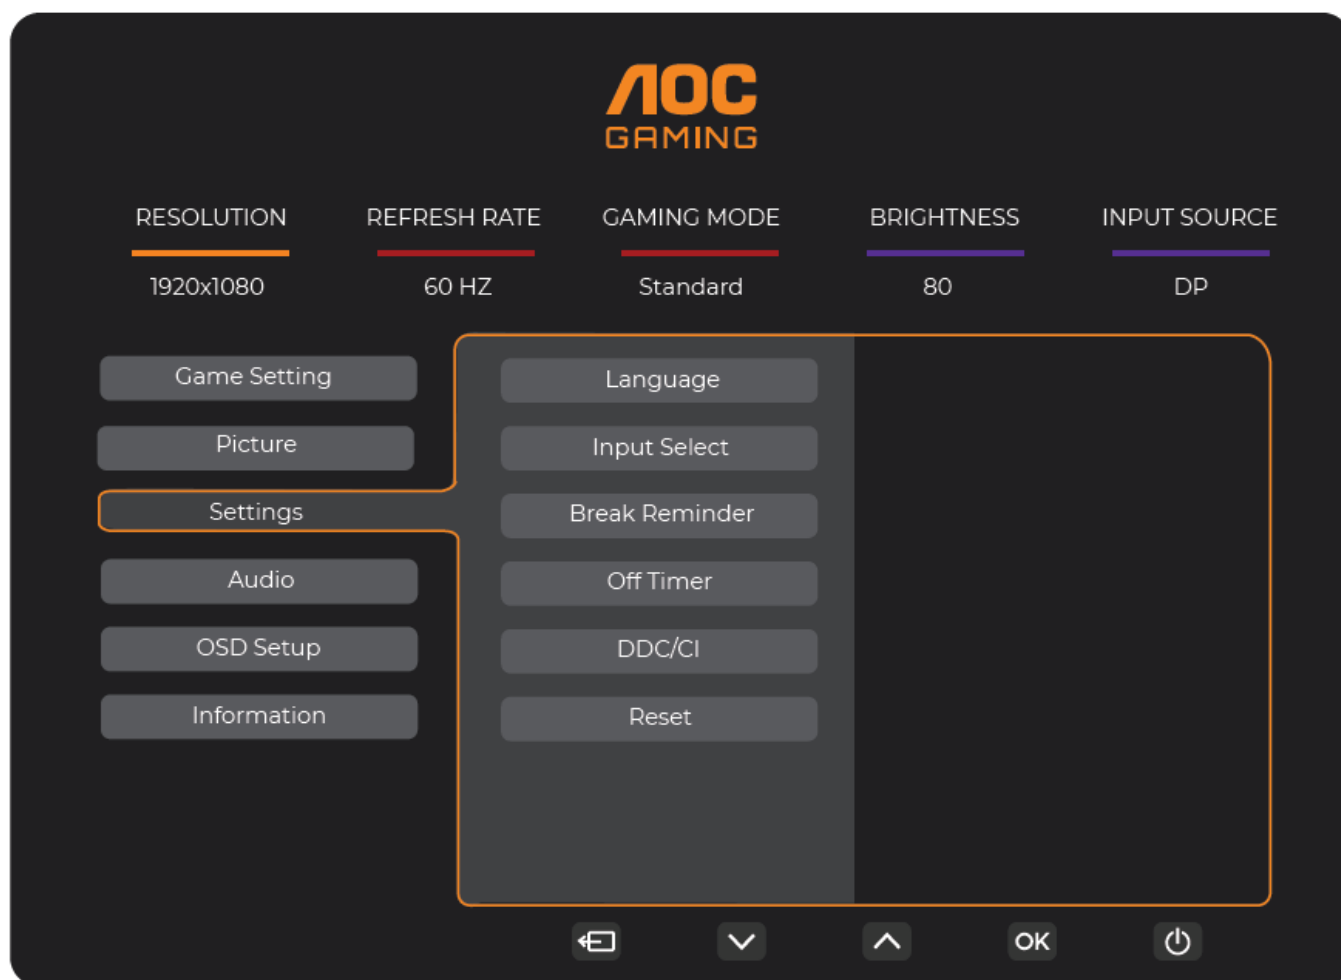 AOC
GAMING
RESOLUTION REFRESH RATE GAMING MODE BRIGHTNESS INPUT SOURCE
1920x1080 60 HZ Standard 80 DP
Game Setting
Picture
Settings
Audio
OSD Setup
Information
Language
Input Select
Break Reminder
Off Timer
DDC/CI
Reset
OK